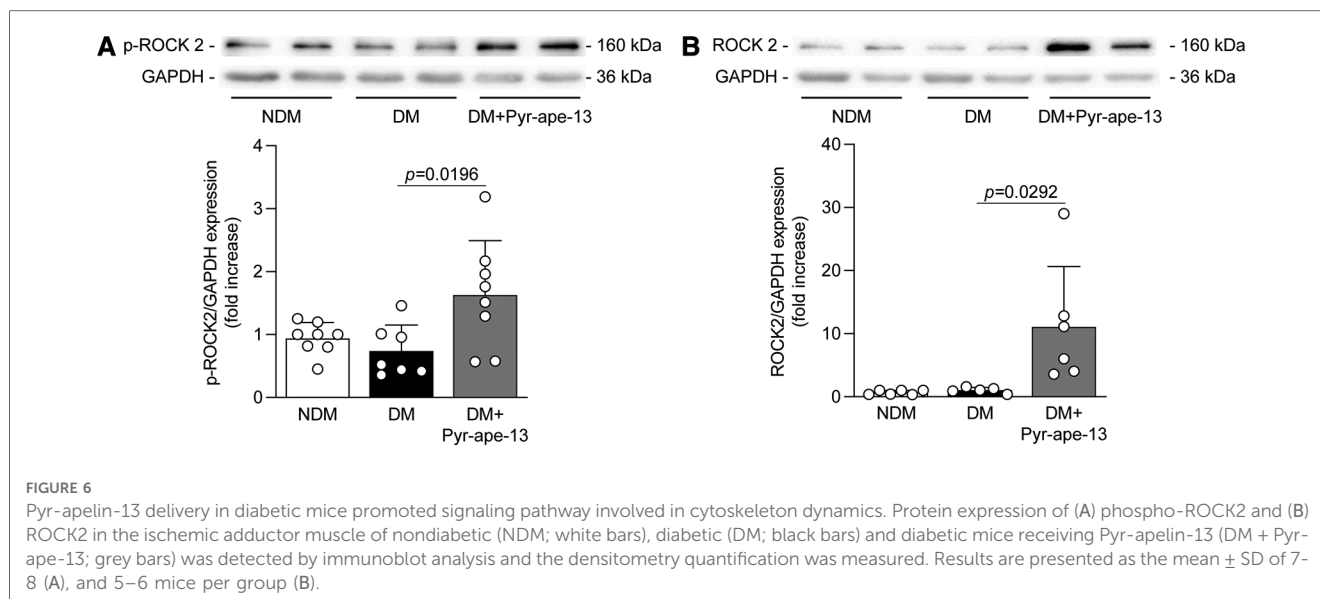 A
p-ROCK 2 -
- 160 kDa
GAPDH -
- 36 kDa
NDM
DM
DM+Pyr-ape-13
p-ROCK2/GAPDH expression
(fold increase)
4
3
2
1
0
p=0.0196
NDM
DM
DM+
Pyr-ape-13
B
ROCK 2 -
- 160 kDa
GAPDH -
- 36 kDa
NDM
DM
DM+Pyr-ape-13
ROCK2/GAPDH expression
(fold increase)
40
30
20
10
0
p=0.0292
NDM
DM
DM+
Pyr-ape-13
FIGURE 6
Pyr-apelin-13 delivery in diabetic mice promoted signaling pathway involved in cytoskeleton dynamics. Protein expression of (A) phospho-ROCK2 and (B)
ROCK2 in the ischemic adductor muscle of nondiabetic (NDM; white bars), diabetic (DM; black bars) and diabetic mice receiving Pyr-apelin-13 (DM + Pyr-
ape-13; grey bars) was detected by immunoblot analysis and the densitometry quantification was measured. Results are presented as the mean ± SD of 7-
8 (A), and 5–6 mice per group (B).